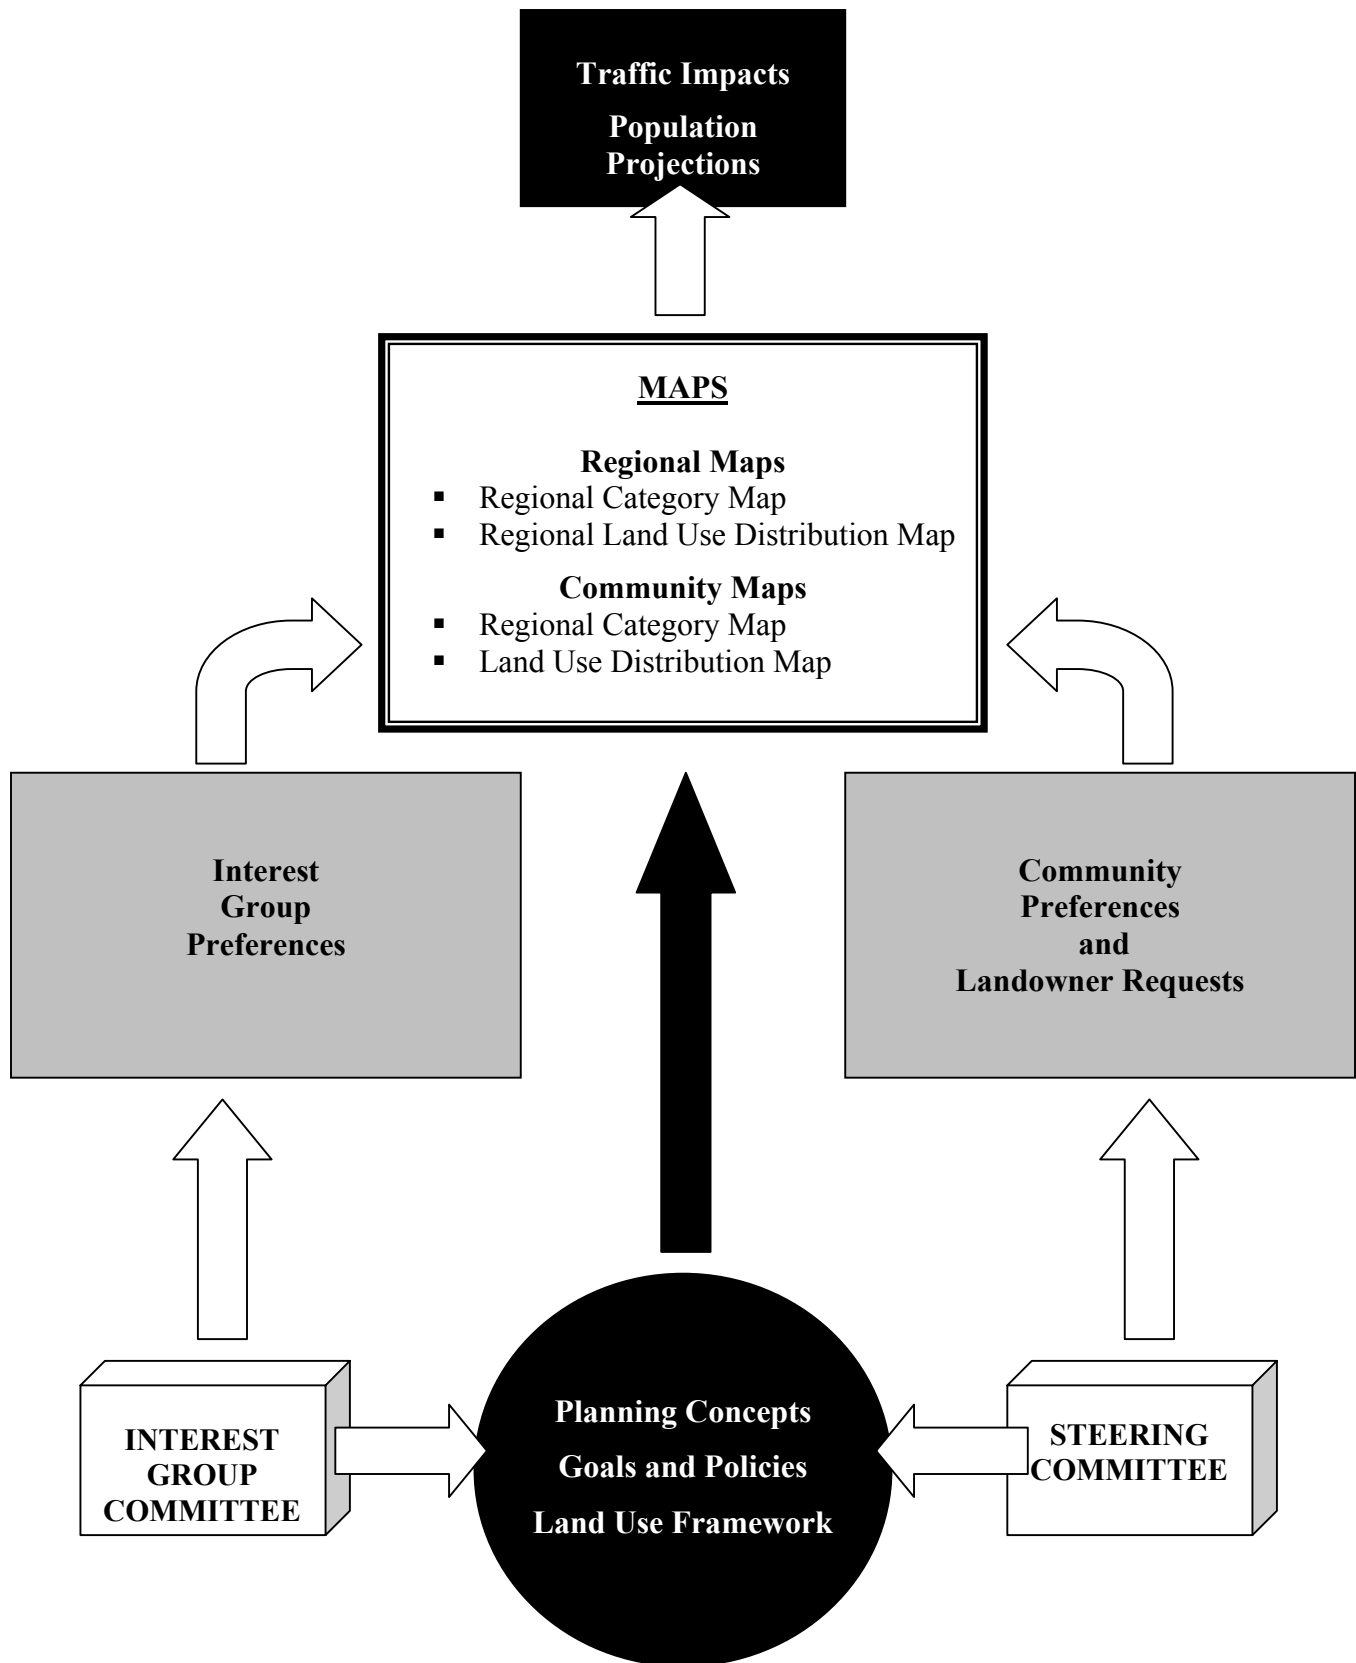 Traffic Impacts
Population
Projections
MAPS
Regional Maps
▪ Regional Category Map
▪ Regional Land Use Distribution Map
Community Maps
▪ Regional Category Map
▪ Land Use Distribution Map
Interest
Group
Preferences
Community
Preferences
and
Landowner Requests
INTEREST
GROUP
COMMITTEE
Planning Concepts
Goals and Policies
Land Use Framework
STEERING
COMMITTEE